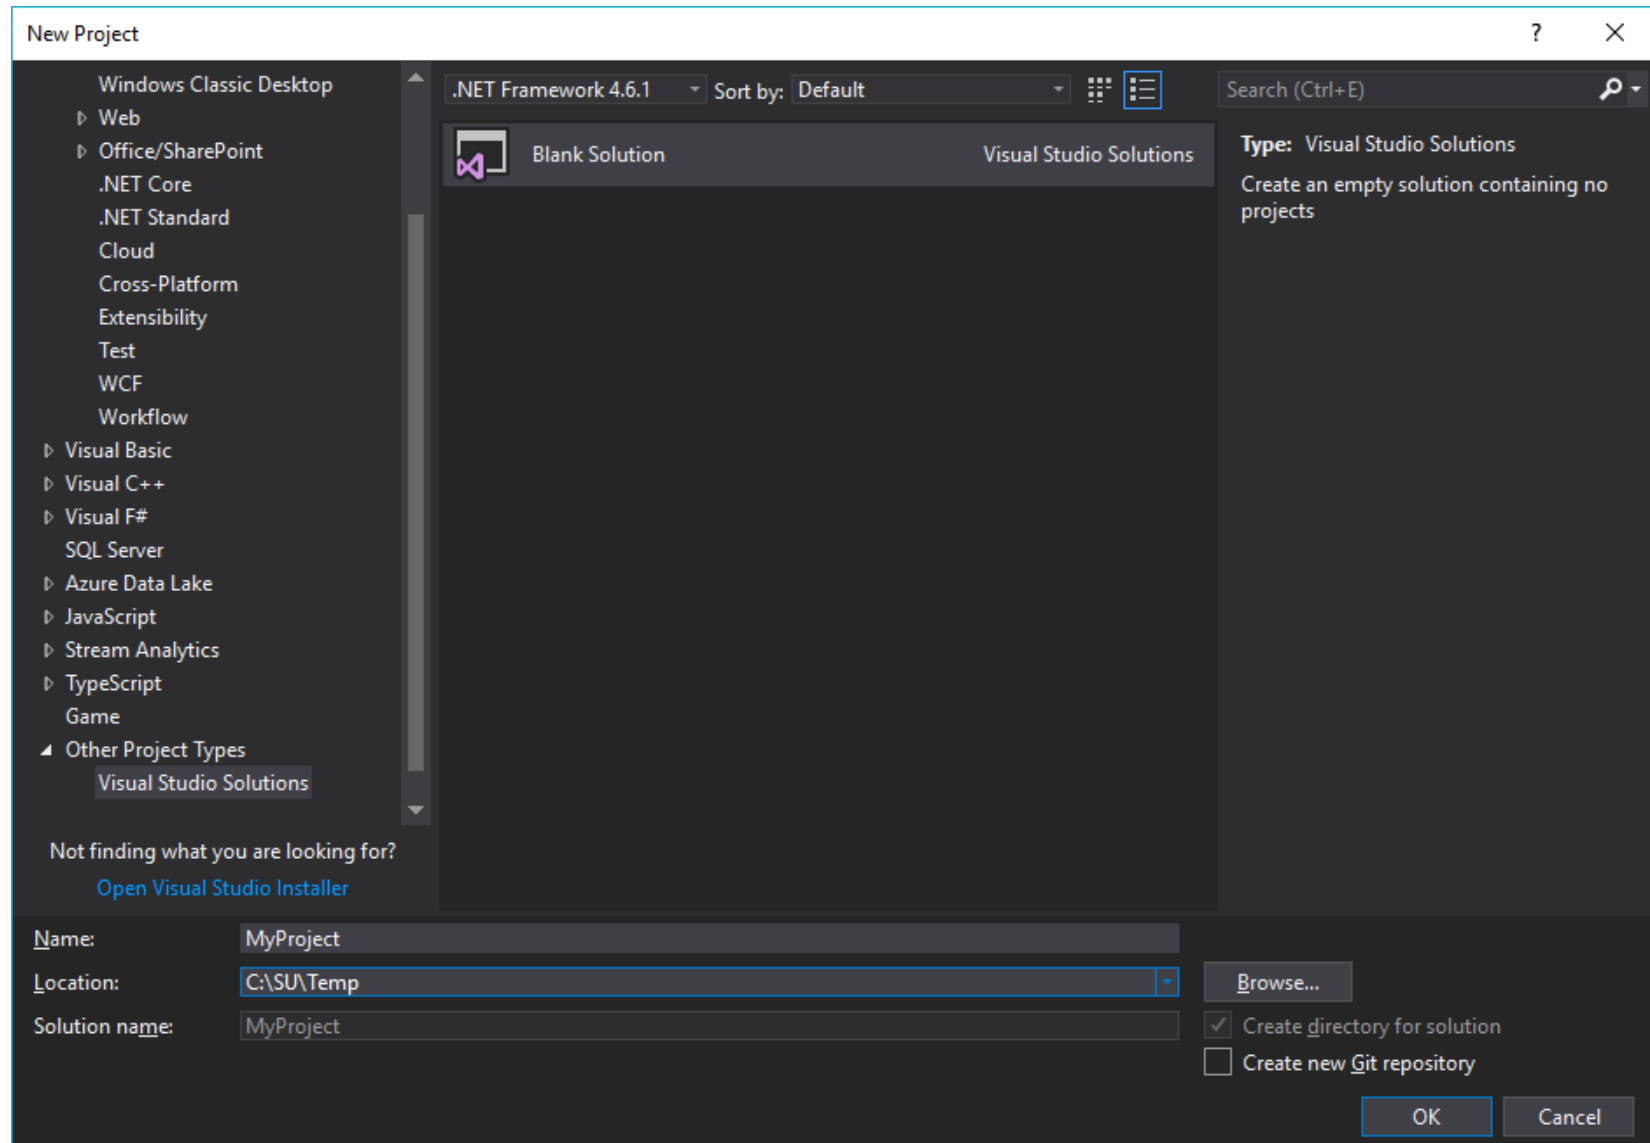 New Project
?
Windows Classic Desktop
Web
Office/SharePoint
.NET Core
.NET Standard
Cloud
Cross-Platform
Extensibility
Test
WCF
Workflow
Visual Basic
Visual C++
Visual F#
SQL Server
Azure Data Lake
JavaScript
Stream Analytics
TypeScript
Game
Other Project Types
Visual Studio Solutions
Not finding what you are looking for?
Open Visual Studio Installer
.NET Framework 4.6.1
Sort by: Default
Blank Solution Visual Studio Solutions
Search (Ctrl+E)
Type: Visual Studio Solutions
Create an empty solution containing no
projects
Name: MyProject
Location: C:\SU\Temp
Browse...
Solution name: MyProject
Create directory for solution
Create new Git repository
OK Cancel